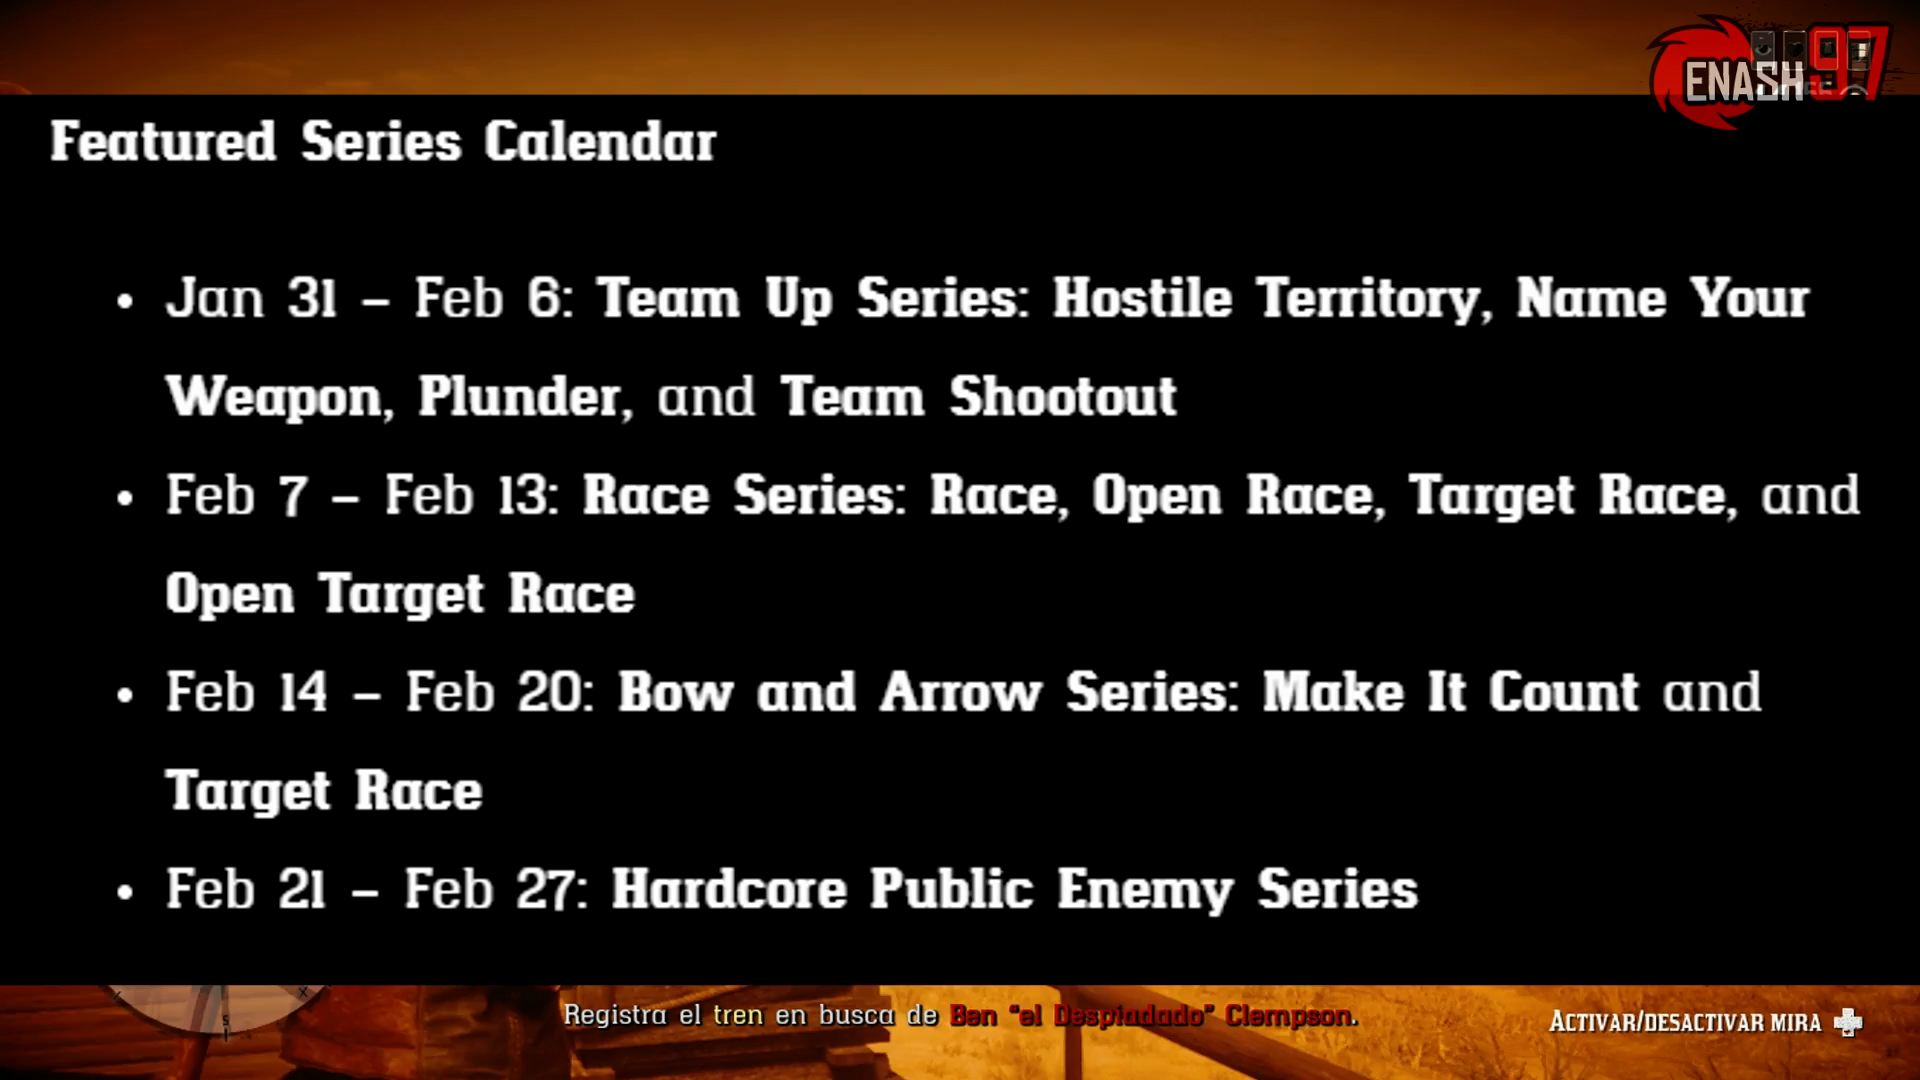 ENASH 97
Featured Series Calendar
• Jan 31 – Feb 6: Team Up Series: Hostile Territory, Name Your
Weapon, Plunder, and Team Shootout
• Feb 7 – Feb 13: Race Series: Race, Open Race, Target Race, and
Open Target Race
• Feb 14 – Feb 20: Bow and Arrow Series: Make It Count and
Target Race
• Feb 21 – Feb 27: Hardcore Public Enemy Series
S
Registra el tren en busca de Ben "el Despiadado" Clempson.
ACTIVAR/DESACTIVAR MIRA